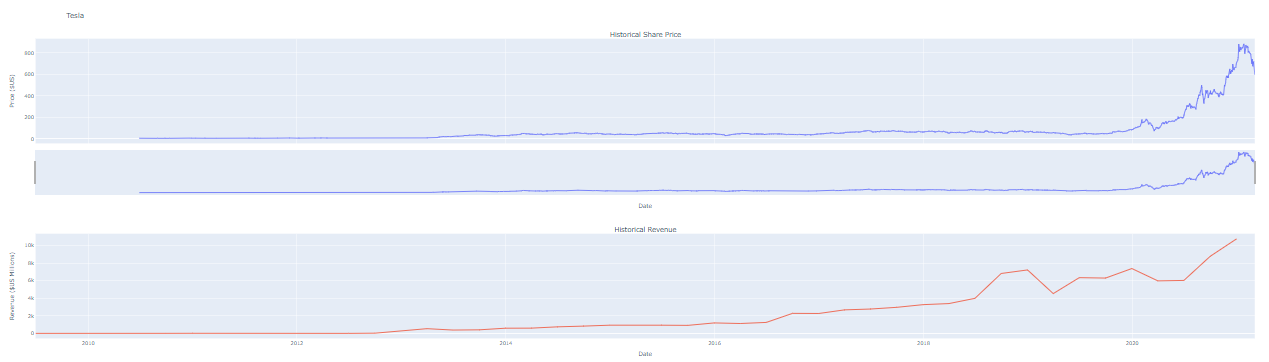 Tesla
Historical Share Price
Price ($US)
800
600
400
200
0
Date
Historical Revenue
Revenue ($US Millions)
10k
8k
6k
4k
2k
0
2010 2012 2014 2016 2018 2020
Date